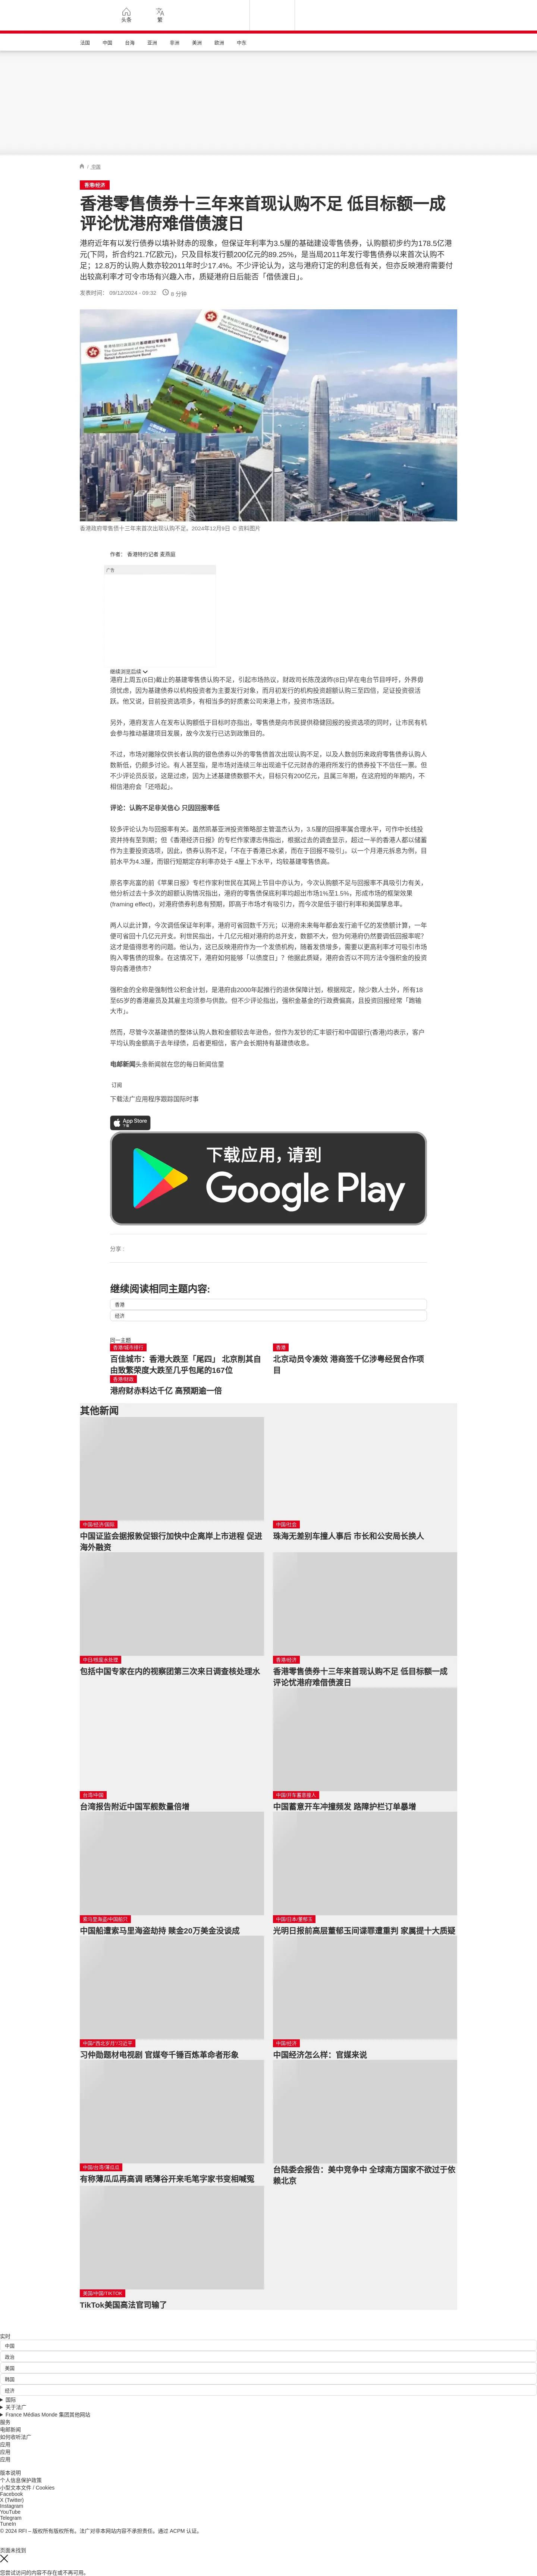 头条
繁
法国
中国
台海
亚洲
非洲
美洲
欧洲
中东
/ 中国
香港/经济
香港零售债券十三年来首现认购不足 低目标额一成
评论忧港府难借债渡日
港府近年有以发行债券以填补财赤的现象，但保证年利率为3.5厘的基础建设零售债券，认购额初步约为178.5亿港
元(下同，折合约21.7亿欧元)，只及目标发行额200亿元的89.25%，是当局2011年发行零售债券以来首次认购不
足；12.8万的认购人数亦较2011年时少17.4%。不少评论认为，这与港府订定的利息低有关，但亦反映港府需要付
出较高利率才可令市场有兴趣入市，质疑港府日后能否「借债渡日」。
发表时间： 09/12/2024 - 09:32 8 分钟
香港政府零售债十三年来首次出现认购不足。2024年12月9日 © 资料图片
作者： 香港特约记者 麦燕庭
广告
继续浏览后续
港府上周五(6日)截止的基建零售债认购不足，引起市场热议，财政司长陈茂波昨(8日)早在电台节目呼吁，外界毋
须忧虑，因为基建债券以机构投资者为主要发行对象，而月初发行的机构投资超额认购三至四倍，足证投资很活
跃。他又说，目前投资选项多，有相当多的好质素公司来港上市，投资市场活跃。
另外，港府发言人在发布认购额低于目标时亦指出，零售债是向市民提供稳健回报的投资选项的同时，让市民有机
会参与推动基建项目发展，故今次发行已达到政策目的。
不过，市场对撇除仅供长者认购的银色债券以外的零售债首次出现认购不足，以及人数创历来政府零售债券认购人
数新低，仍颇多讨论。有人甚至指，是市场对连续三年出现逾千亿元财赤的港府所发行的债券投下不信任一票。但
不少评论员反驳，这是过虑，因为上述基建债数额不大，目标只有200亿元，且属三年期，在这府短的年期内，不
相信港府会「还唔起」。
评论：认购不足非关信心 只因回报率低
较多评论认为与回报率有关。虽然凯基亚洲投资策略部主管温杰认为，3.5厘的回报率属合理水平，可作中长线投
资并持有至到期；但《香港经济日报》的专栏作家谭志伟指出，根据过去的调查显示，超过一半的香港人都以储蓄
作为主要投资选项，因此，债券认购不足，「不在于香港已水紧，而在于回报不吸引」。以一个月港元拆息为例，目
前水平为4.3厘，而银行短期定存利率亦处于 4厘上下水平，均较基建零售债高。
原名李兆富的前《苹果日报》专栏作家利世民在其网上节目中亦认为，今次认购额不足与回报率不具吸引力有关，
他分析过去十多次的超额认购情况指出，港府的零售债保底利率均超出市场1%至1.5%，形成市场的框架效果
(framing effect)，对港府债券利息有预期，即高于市场才有吸引力，而今次是低于银行利率和美国孳息率。
两人以此计算，今次调低保证年利率，港府可省回数千万元；以港府未来每年都会发行逾千亿的发债额计算，一年
便可省回十几亿元开支。利世民指出，十几亿元相对港府的总开支，数额不大，但为何港府仍然要调低回报率呢？
这才是值得思考的问题。他认为，这已反映港府作为一个发债机构，随着发债增多，需要以更高利率才可吸引市场
购入零售债的现象。在这情况下，港府如何能够「以债度日」？他据此质疑，港府会否以不同方法令强积金的投资
导向香港债市？
强积金的全称是强制性公积金计划，是港府由2000年起推行的退休保障计划，根据规定，除少数人士外，所有18
至65岁的香港雇员及其雇主均须参与供款。但不少评论指出，强积金基金的行政费偏高，且投资回报经常「跑输
大市」。
然而，尽管今次基建债的整体认购人数和金额较去年逊色，但作为发钞的汇丰银行和中国银行(香港)均表示，客户
平均认购金额高于去年绿债，后者更相信，客户会长期持有基建债收息。
电邮新闻头条新闻就在您的每日新闻信里
订阅
下载法广应用程序跟踪国际时事
App Store
下载应用，请到
Google Play
分享 :
继续阅读相同主题内容:
香港
经济
同一主题
香港/城市排行
百佳城市：香港大跌至「尾四」 北京削其自
由致繁荣度大跌至几乎包尾的167位
香港
北京动员令凑效 港商签千亿涉粤经贸合作项
目
香港/财政
港府财赤料达千亿 高预期逾一倍
其他新闻
中国/经济/国际
中国证监会据报敦促银行加快中企离岸上市进程 促进
海外融资
中国/社会
珠海无差别车撞人事后 市长和公安局长换人
中日/核废水处理
包括中国专家在内的视察团第三次来日调查核处理水
香港/经济
香港零售债券十三年来首现认购不足 低目标额一成
评论忧港府难借债渡日
台湾/中国
台湾报告附近中国军舰数量倍增
中国/开车蓄意撞人
中国蓄意开车冲撞频发 路障护栏订单暴增
索马里海盗/中国船只
中国船遭索马里海盗劫持 赎金20万美金没谈成
中国/日本/董郁玉
光明日报前高层董郁玉间谍罪遭重判 家属提十大质疑
中国/“西北岁月”/习近平
习仲勋题材电视剧 官媒夸千锤百炼革命者形象
中国/经济
中国经济怎么样：官媒来说
中国/台湾/薄瓜瓜
有称薄瓜瓜再高调 晒薄谷开来毛笔字家书变相喊冤
台陆委会报告：美中竞争中 全球南方国家不欲过于依
赖北京
美国/中国/TIKTOK
TikTok美国高法官司输了
实时
中国
政治
美国
韩国
经济
国际
关于法广
France Médias Monde 集团其他网站
服务
电邮新闻
如何收听法广
应用
应用
应用
版本说明
个人信息保护政策
小型文本文件 / Cookies
Facebook
X (Twitter)
Instagram
YouTube
Telegram
TuneIn
© 2024 RFI – 版权所有版权所有。法广对非本网站内容不承担责任。通过 ACPM 认证。
页面未找到
您尝试访问的内容不存在或不再可用。